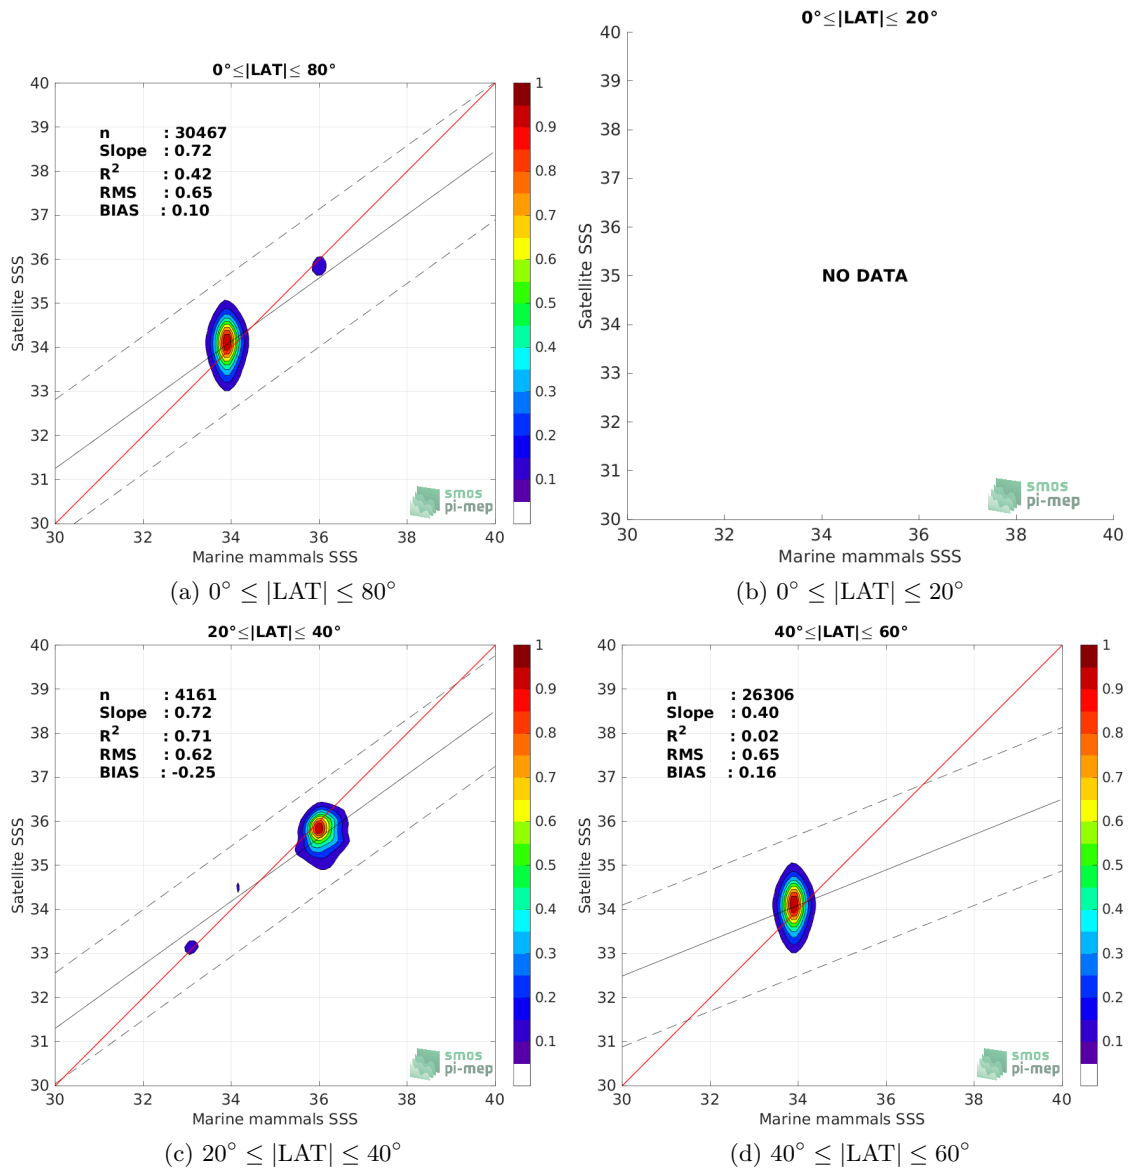 0°≤|LAT|≤ 80°
40
39
38
37
36
35
34
33
32
31
30
Satellite SSS
n : 30467
Slope : 0.72
R² : 0.42
RMS : 0.65
BIAS : 0.10
smos
pi-mep
30 32 34 36 38 40
Marine mammals SSS
1
0.9
0.8
0.7
0.6
0.5
0.4
0.3
0.2
0.1
(a) 0° ≤ |LAT| ≤ 80°
0°≤|LAT|≤ 20°
40
39
38
37
36
35
34
33
32
31
30
Satellite SSS
NO DATA
smos
pi-mep
30 32 34 36 38 40
Marine mammals SSS
(b) 0° ≤ |LAT| ≤ 20°
20°≤|LAT|≤ 40°
40
39
38
37
36
35
34
33
32
31
30
Satellite SSS
n : 4161
Slope : 0.72
R² : 0.71
RMS : 0.62
BIAS : -0.25
smos
pi-mep
30 32 34 36 38 40
Marine mammals SSS
1
0.9
0.8
0.7
0.6
0.5
0.4
0.3
0.2
0.1
(c) 20° ≤ |LAT| ≤ 40°
40°≤|LAT|≤ 60°
40
39
38
37
36
35
34
33
32
31
30
Satellite SSS
n : 26306
Slope : 0.40
R² : 0.02
RMS : 0.65
BIAS : 0.16
smos
pi-mep
30 32 34 36 38 40
Marine mammals SSS
1
0.9
0.8
0.7
0.6
0.5
0.4
0.3
0.2
0.1
(d) 40° ≤ |LAT| ≤ 60°